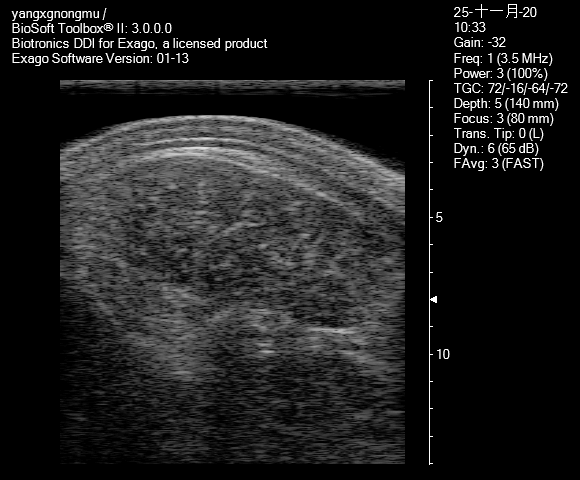 yangxgnongmu /
BioSoft Toolbox® II: 3.0.0.0
Biotronics DDI for Exago, a licensed product
Exago Software Version: 01-13
25-十一月-20
10:33
Gain: -32
Freq: 1 (3.5 MHz)
Power: 3 (100%)
TGC: 72/-16/-64/-72
Depth: 5 (140 mm)
Focus: 3 (80 mm)
Trans. Tip: 0 (L)
Dyn.: 6 (65 dB)
FAvg: 3 (FAST)
5
10